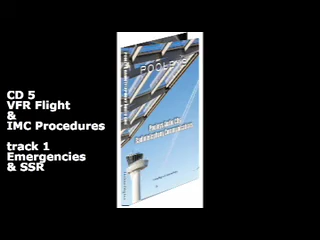 CD 5
VFR Flight
&
IMC Procedures
track 1
Emergencies
& SSR
POOLEYS